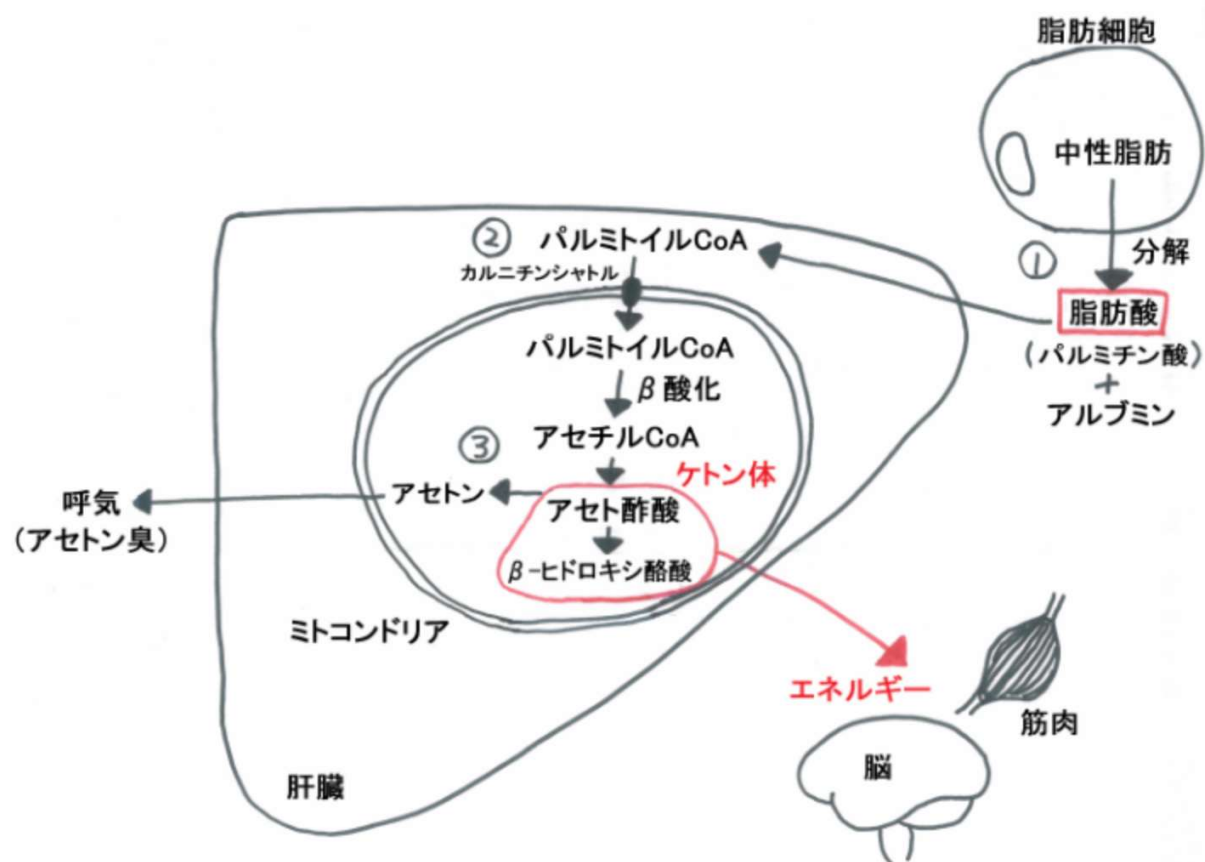 脂肪細胞
中性脂肪
①
分解
脂肪酸
(パルミチン酸)
+
アルブミン
② パルミトイルCoA
カルニチンシャトル
パルミトイルCoA
β酸化
アセチルCoA
③
ケトン体
アセトン
アセト酢酸
β-ヒドロキシ酪酸
呼気
(アセトン臭)
ミトコンドリア
肝臓
エネルギー
筋肉
脳